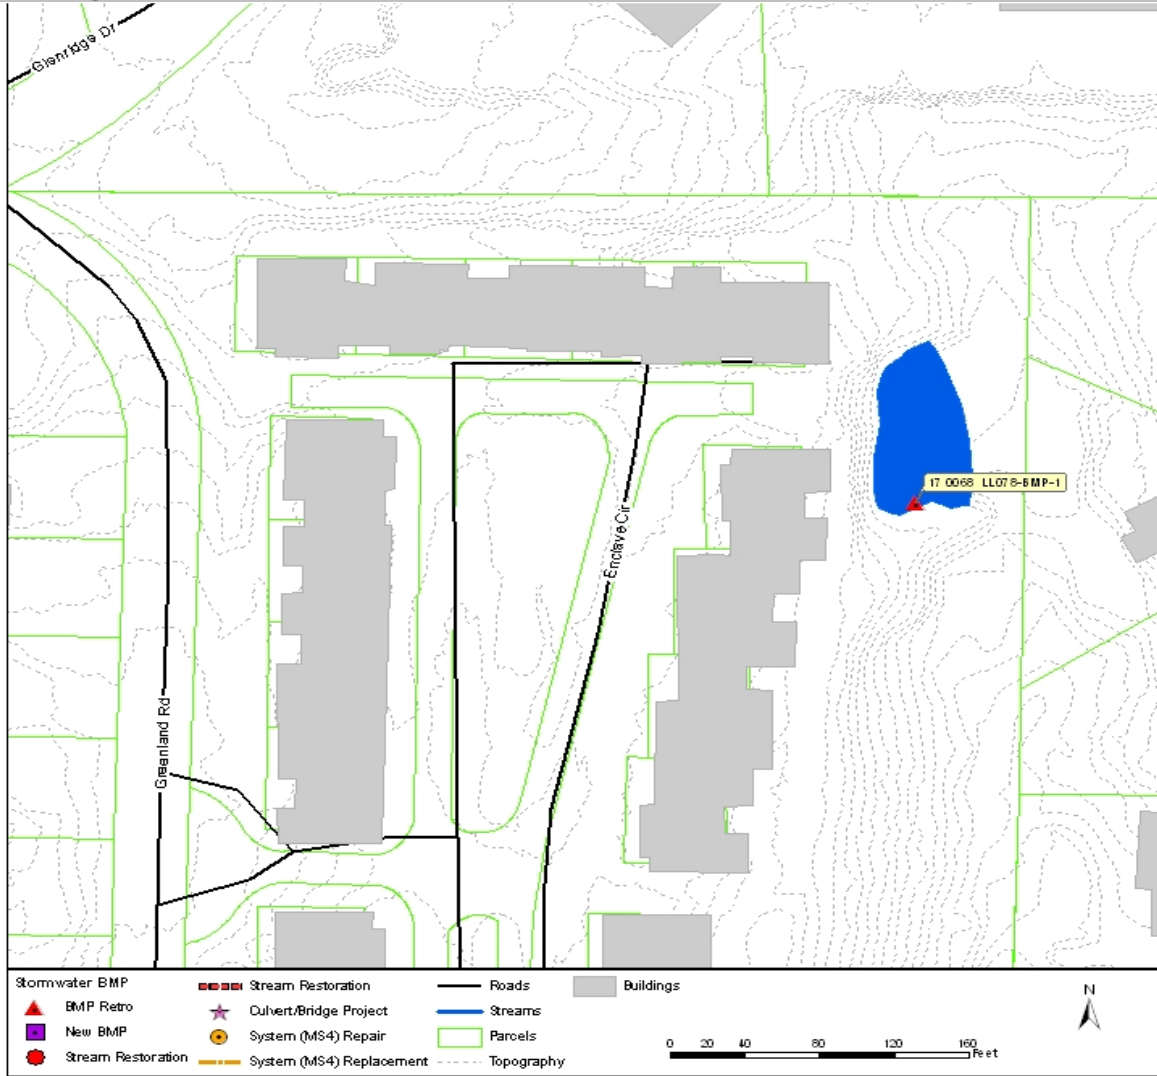 Glenridge Dr
17 0068 LL078-BMP-1
Enclave Cir
Greenland Rd
Stormwater BMP
BMP Retro
New BMP
Stream Restoration
Stream Restoration
Culvert/Bridge Project
System (MS4) Repair
System (MS4) Replacement
Roads
Streams
Parcels
Topography
Buildings
N
0 20 40 80 120 160
Feet